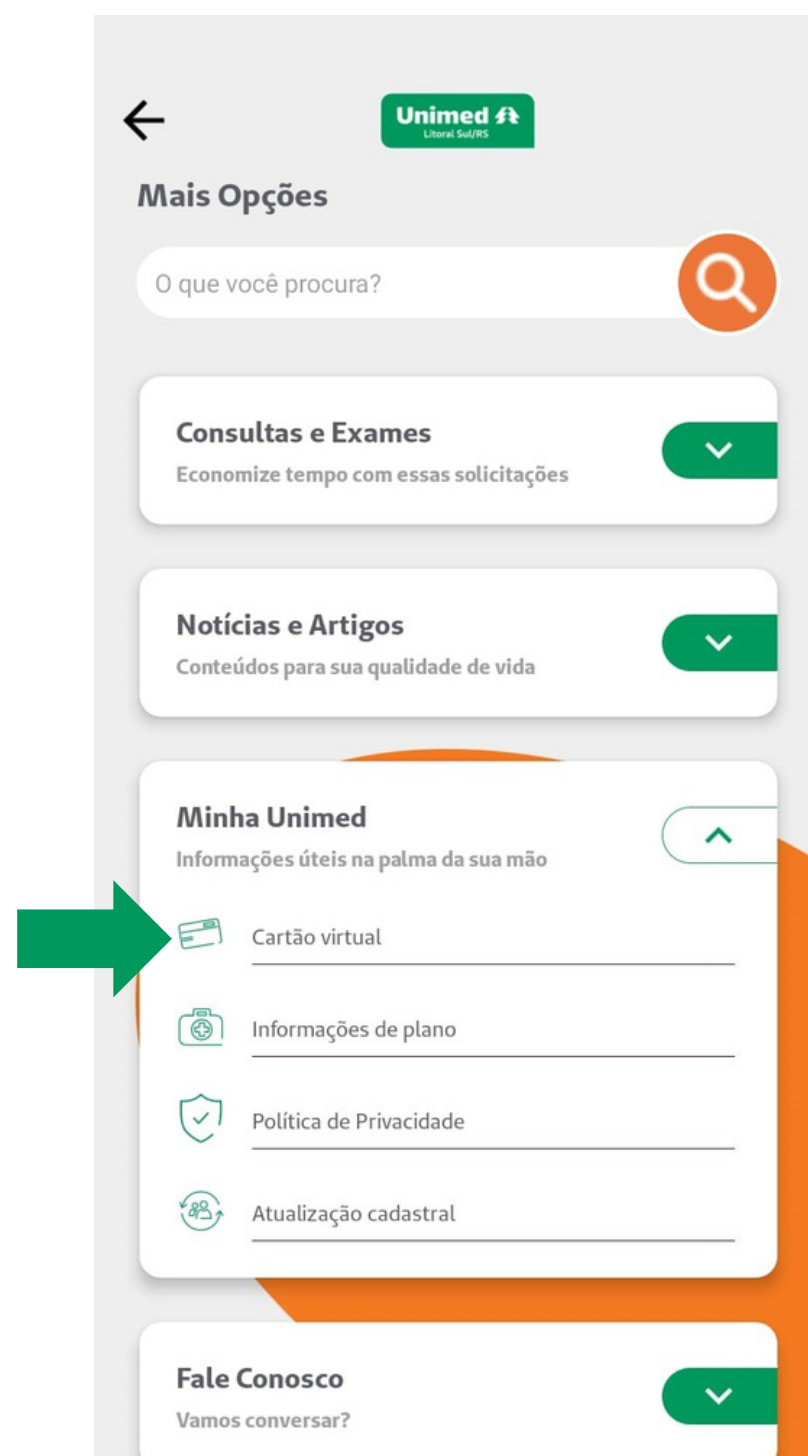 Unimed
Litoral Sul/RS
Mais Opções
O que você procura?
Consultas e Exames
Economize tempo com essas solicitações
Notícias e Artigos
Conteúdos para sua qualidade de vida
Minha Unimed
Informações úteis na palma da sua mão
Cartão virtual
Informações de plano
Política de Privacidade
Atualização cadastral
Fale Conosco
Vamos conversar?